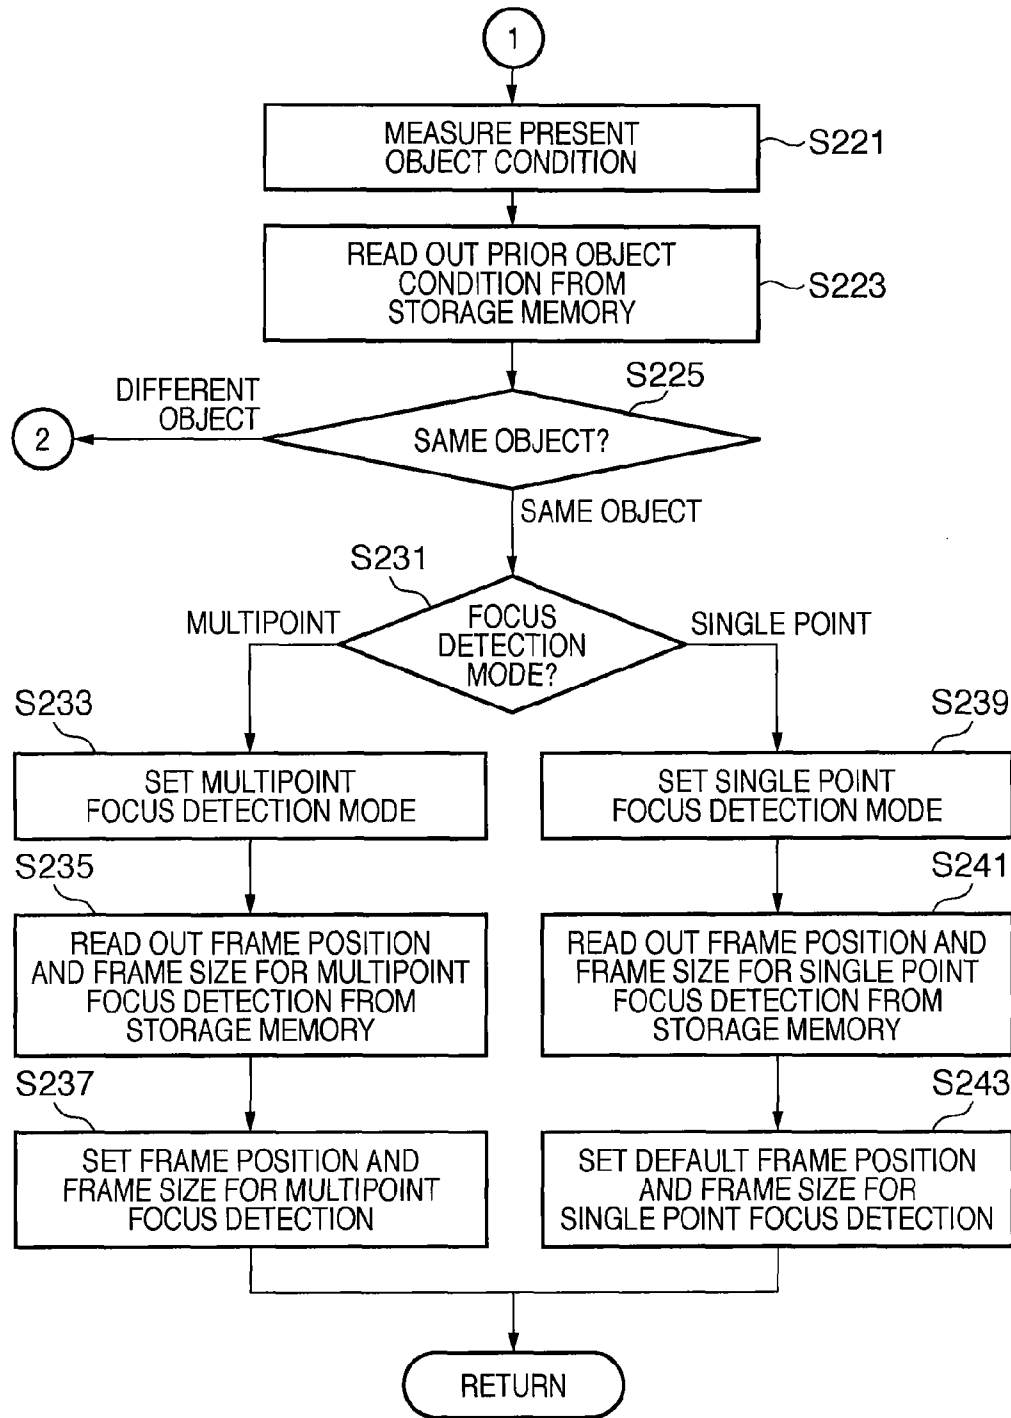 1
MEASURE PRESENT
OBJECT CONDITION
S221
READ OUT PRIOR OBJECT
CONDITION FROM
STORAGE MEMORY
S223
S225
DIFFERENT
OBJECT
2
SAME OBJECT?
SAME OBJECT
S231
MULTIPOINT
FOCUS
DETECTION
MODE?
SINGLE POINT
S233
SET MULTIPOINT
FOCUS DETECTION MODE
S239
SET SINGLE POINT
FOCUS DETECTION MODE
S235
READ OUT FRAME POSITION
AND FRAME SIZE FOR MULTIPOINT
FOCUS DETECTION FROM
STORAGE MEMORY
S241
READ OUT FRAME POSITION AND
FRAME SIZE FOR SINGLE POINT
FOCUS DETECTION FROM
STORAGE MEMORY
S237
SET FRAME POSITION AND
FRAME SIZE FOR MULTIPOINT
FOCUS DETECTION
S243
SET DEFAULT FRAME POSITION
AND FRAME SIZE FOR
SINGLE POINT FOCUS DETECTION
RETURN